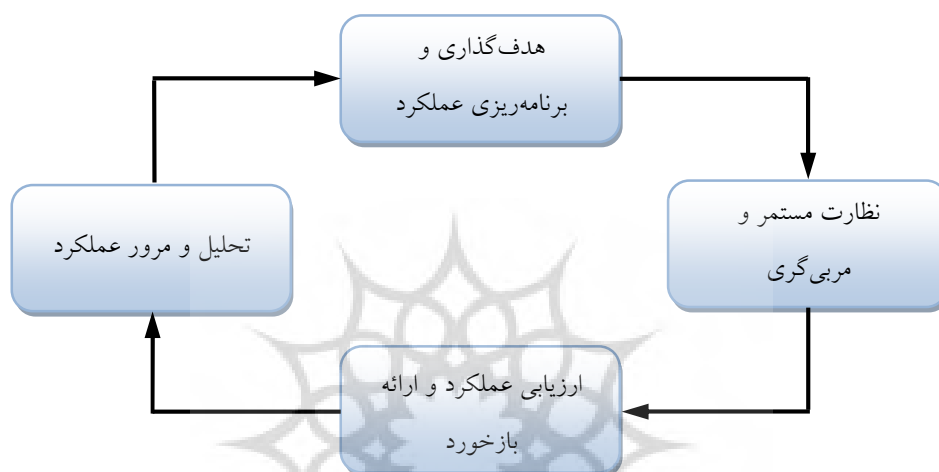 هدف‌گذاری و
برنامه‌ریزی عملکرد
نظارت مستمر و
مربی‌گری
تحلیل و مرور عملکرد
ارزیابی عملکرد و ارائه
بازخورد